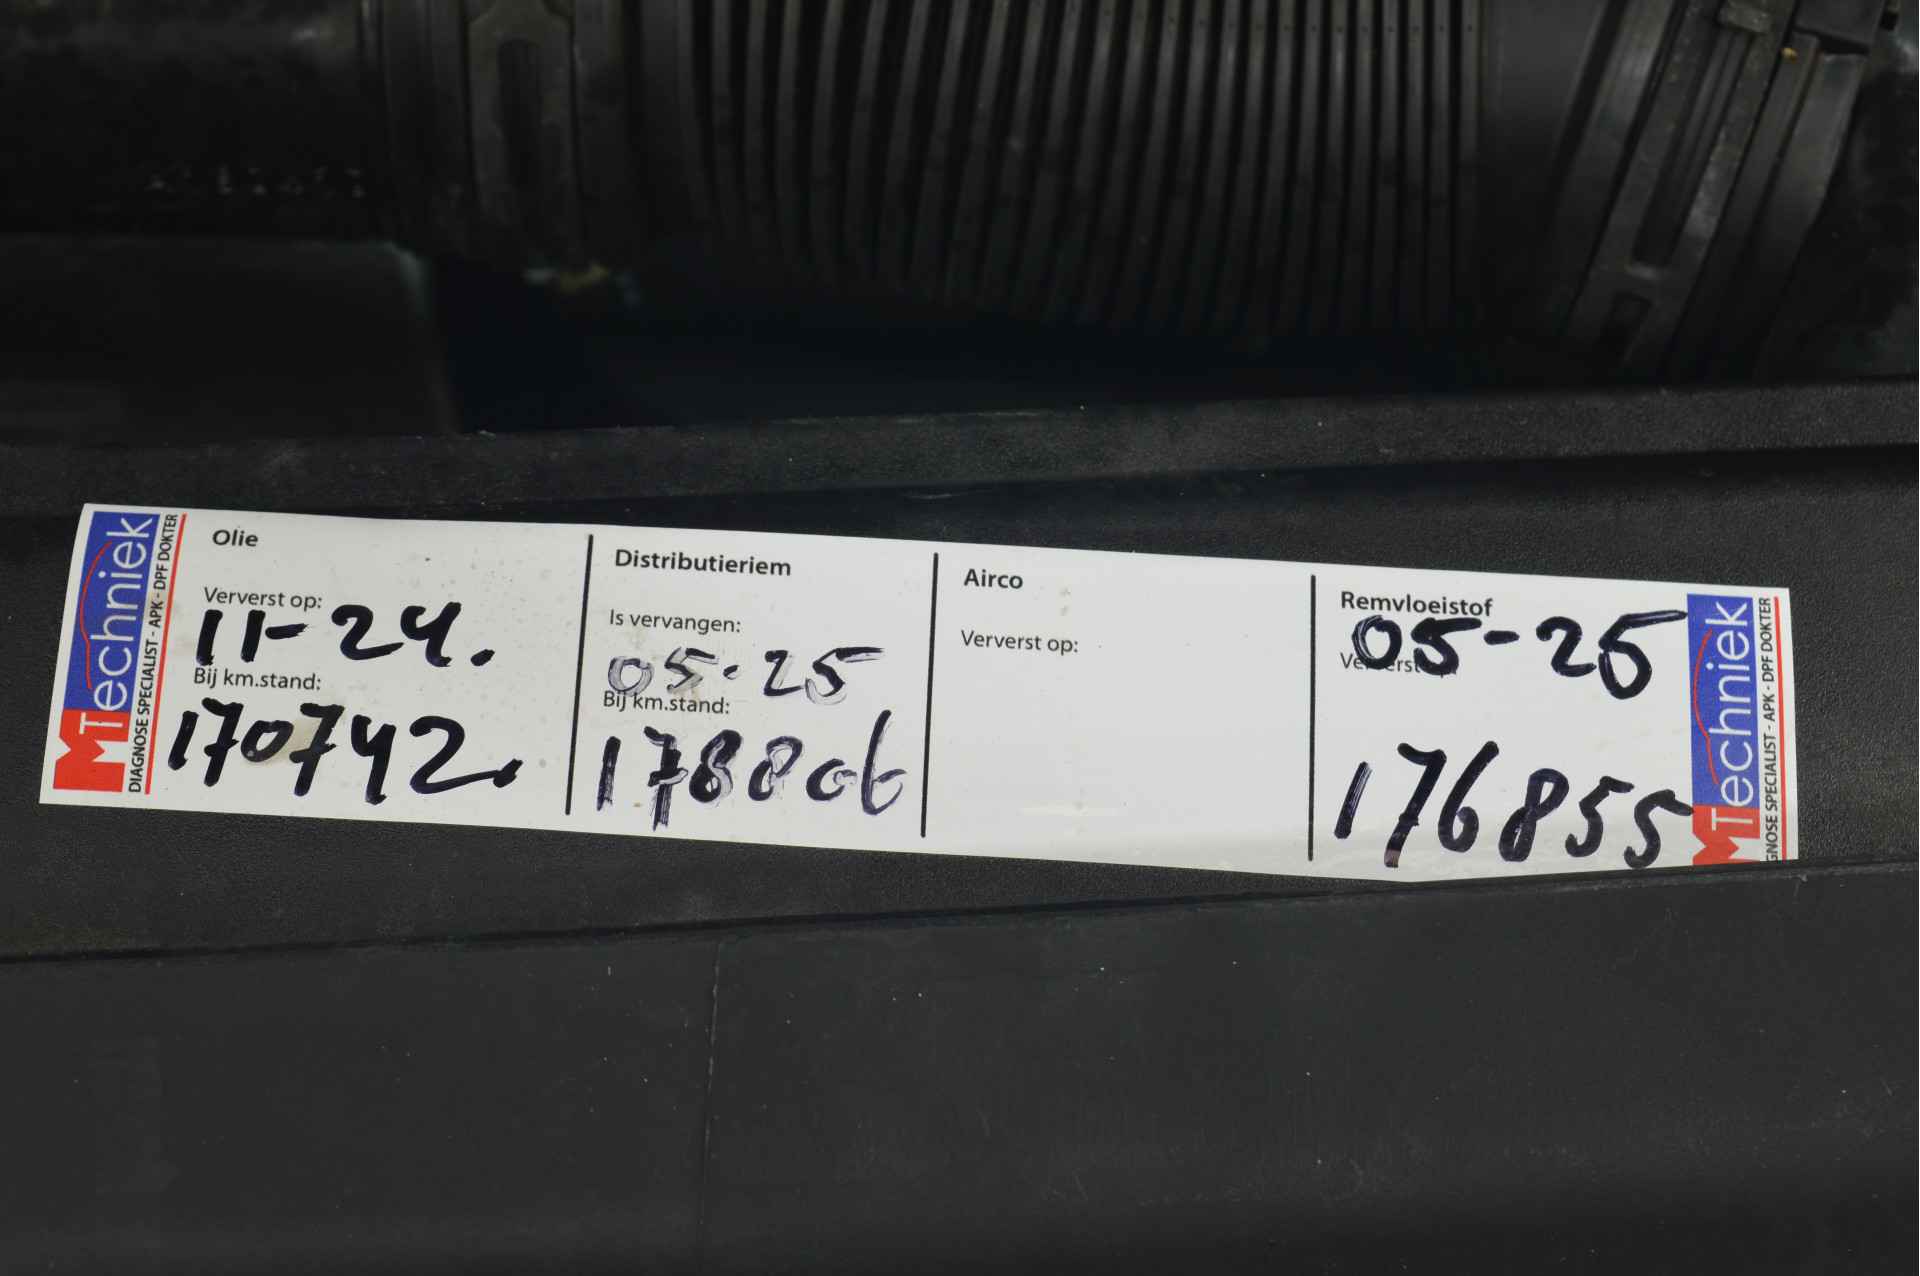 MTechniek
DIAGNOSE SPECIALIST - APK - DPF DOKTER
Olie
Ververst op:
11-24.
Bij km.stand:
170742.
Distributieriem
Is vervangen:
05-25
Bij km.stand:
178806
Airco
Ververst op:
Remvloeistof
05-25
176855
MTechniek
GNOSE SPECIALIST - APK - DPF DOKTER